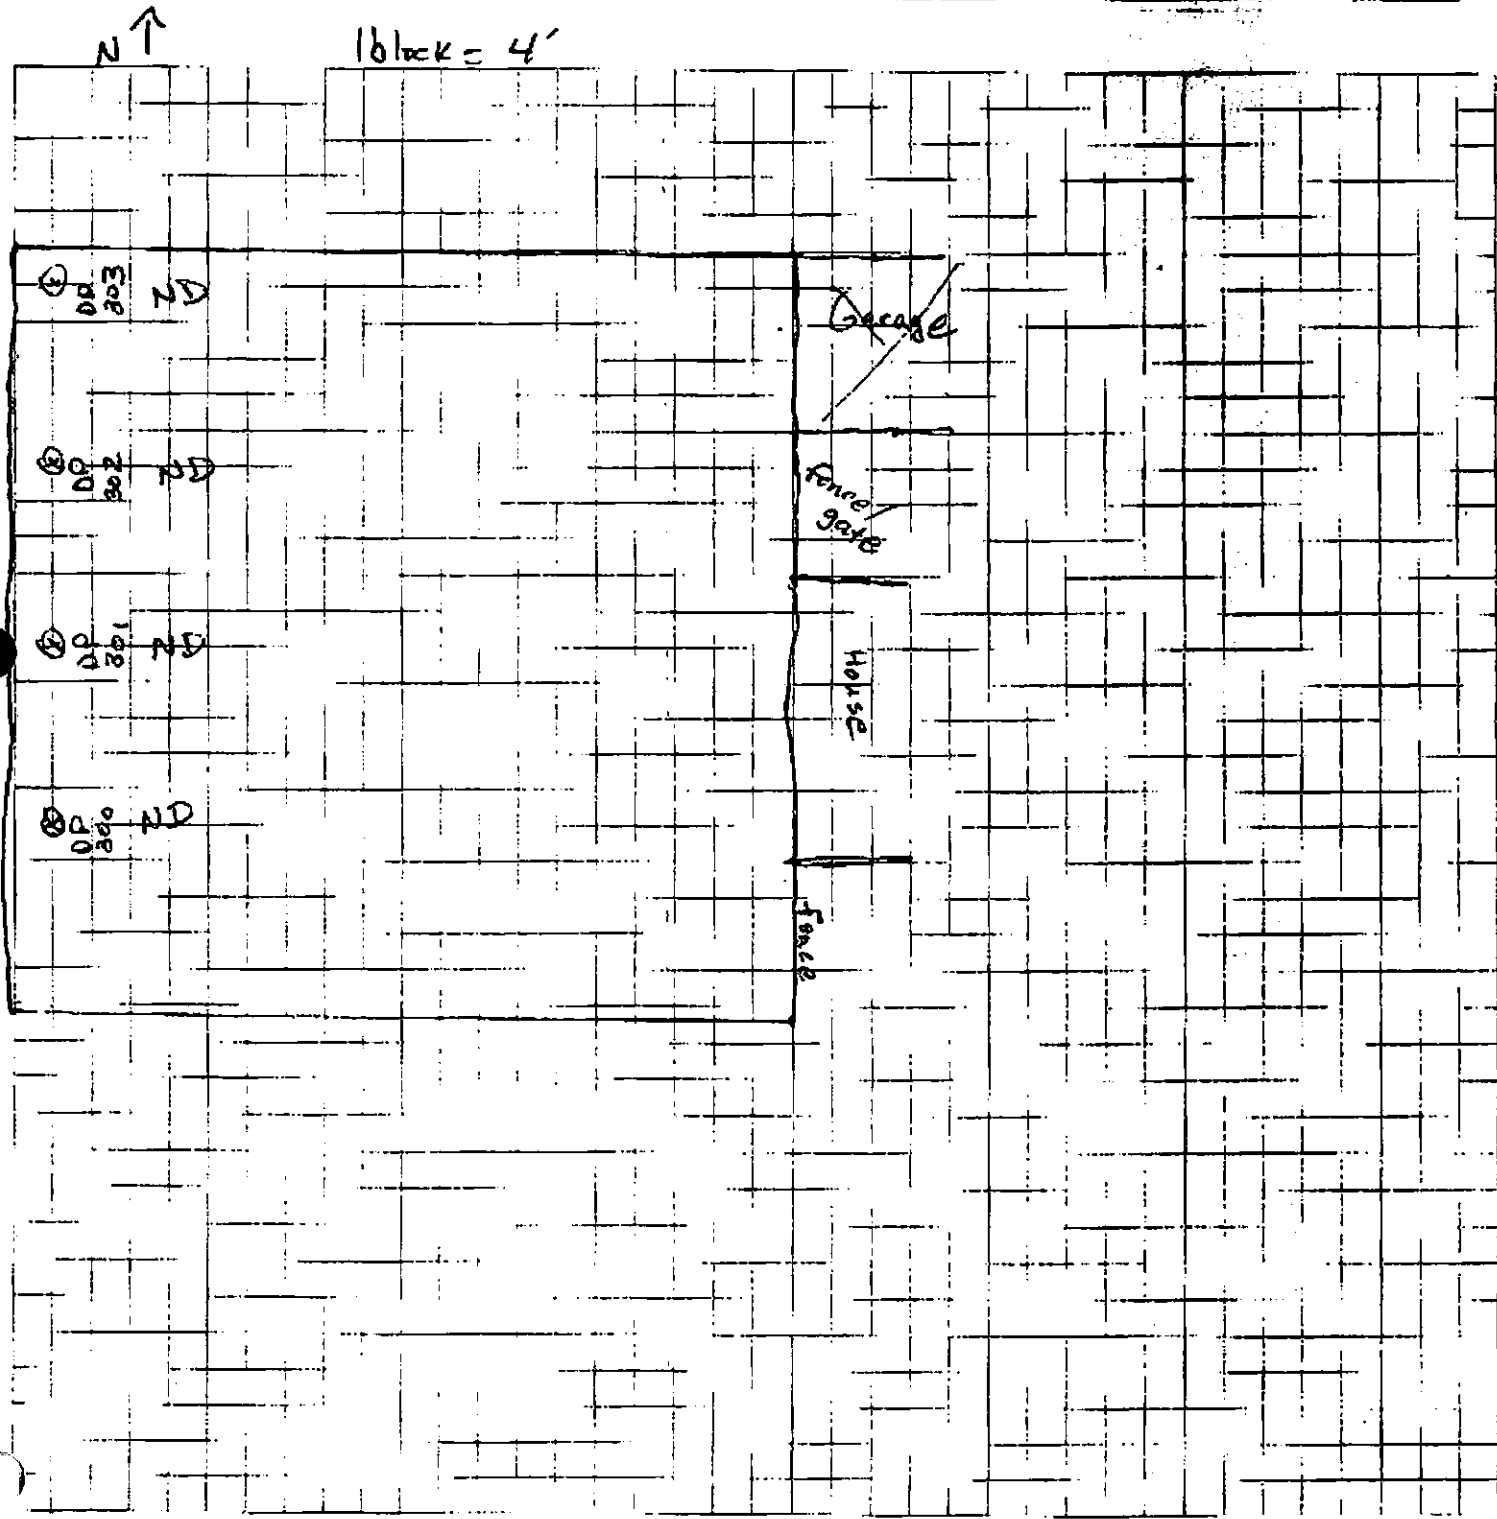 N
1block = 4'
DP
303
ND
Garage
DP
302
ND
Fence
gate
DP
301
ND
House
DP
300
ND
Fence